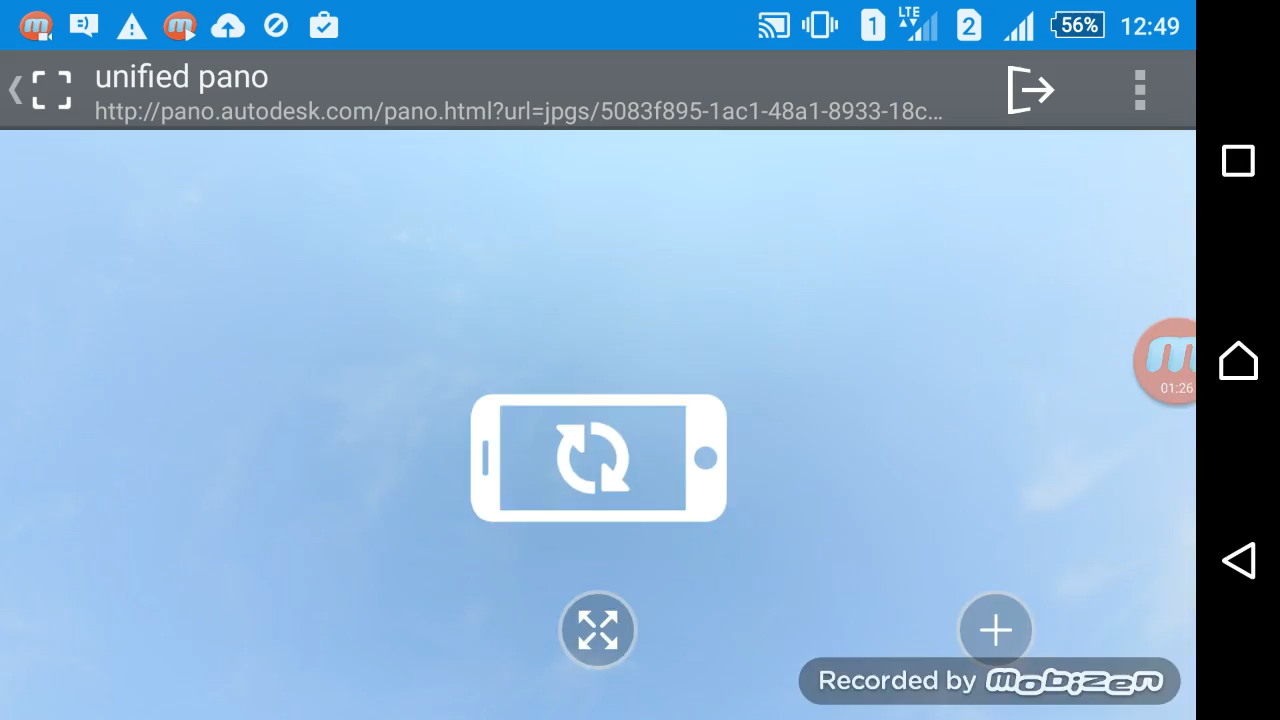 1 LTE 2 56% 12:49
unified pano
http://pano.autodesk.com/pano.html?url=jpgs/5083f895-1ac1-48a1-8933-18c...
01:26
Recorded by mobizen